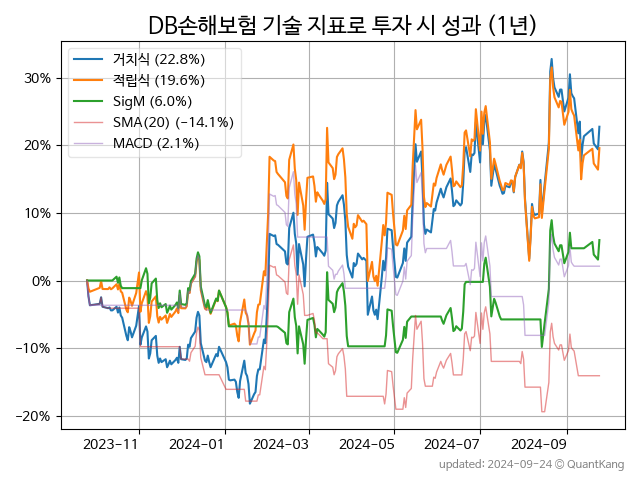 DB손해보험 기술 지표로 투자 시 성과 (1년)
거치식 (22.8%)
적립식 (19.6%)
SigM (6.0%)
SMA(20) (−14.1%)
MACD (2.1%)
30%
20%
10%
0%
−10%
−20%
2023−11 2024−01 2024−03 2024−05 2024−07 2024−09
updated: 2024−09−24 © QuantKang